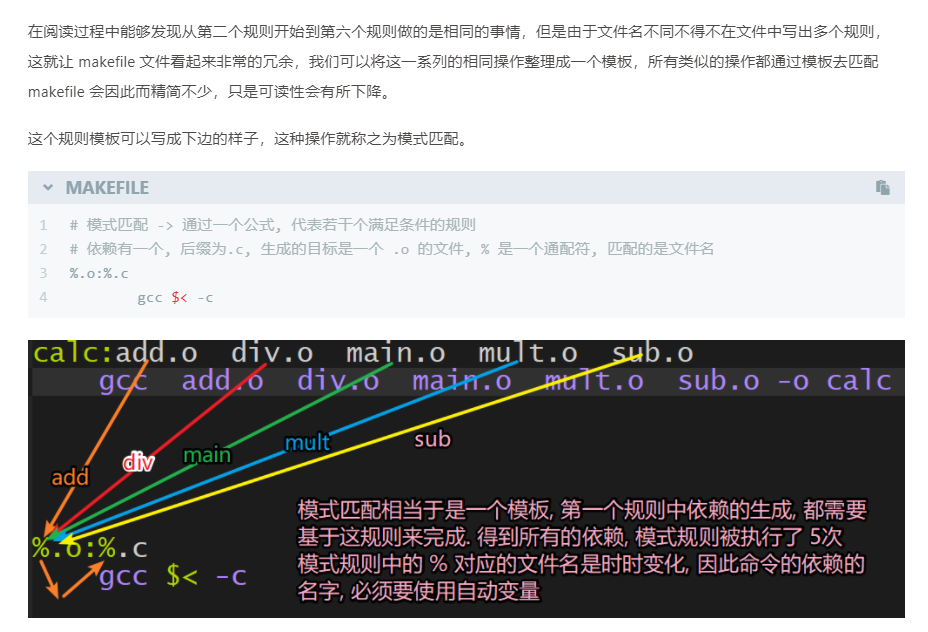 在阅读过程中能够发现从第二个规则开始到第六个规则做的是相同的事情，但是由于文件名不同不得不在文件中写出多个规则，
这就让 makefile 文件看起来非常的冗余，我们可以将这一系列的相同操作整理成一个模板，所有类似的操作都通过模板去匹配
makefile 会因此而精简不少，只是可读性会有所下降。
这个规则模板可以写成下边的样子，这种操作就称之为模式匹配。
MAKEFILE
1 # 模式匹配 -> 通过一个公式, 代表若干个满足条件的规则
2 # 依赖有一个, 后缀为.c, 生成的目标是一个 .o 的文件, % 是一个通配符, 匹配的是文件名
3 %.o:%.c
4 gcc $< -c
calc:add.o div.o main.o mult.o sub.o
gcc add.o div.o main.o mult.o sub.o -o calc
add div main mult sub
模式匹配相当于是一个模板, 第一个规则中依赖的生成, 都需要
基于这规则来完成. 得到所有的依赖, 模式规则被执行了 5次
模式规则中的 % 对应的文件名是时时变化, 因此命令的依赖的
名字, 必须要使用自动变量
%.o:%.c
gcc $< -c